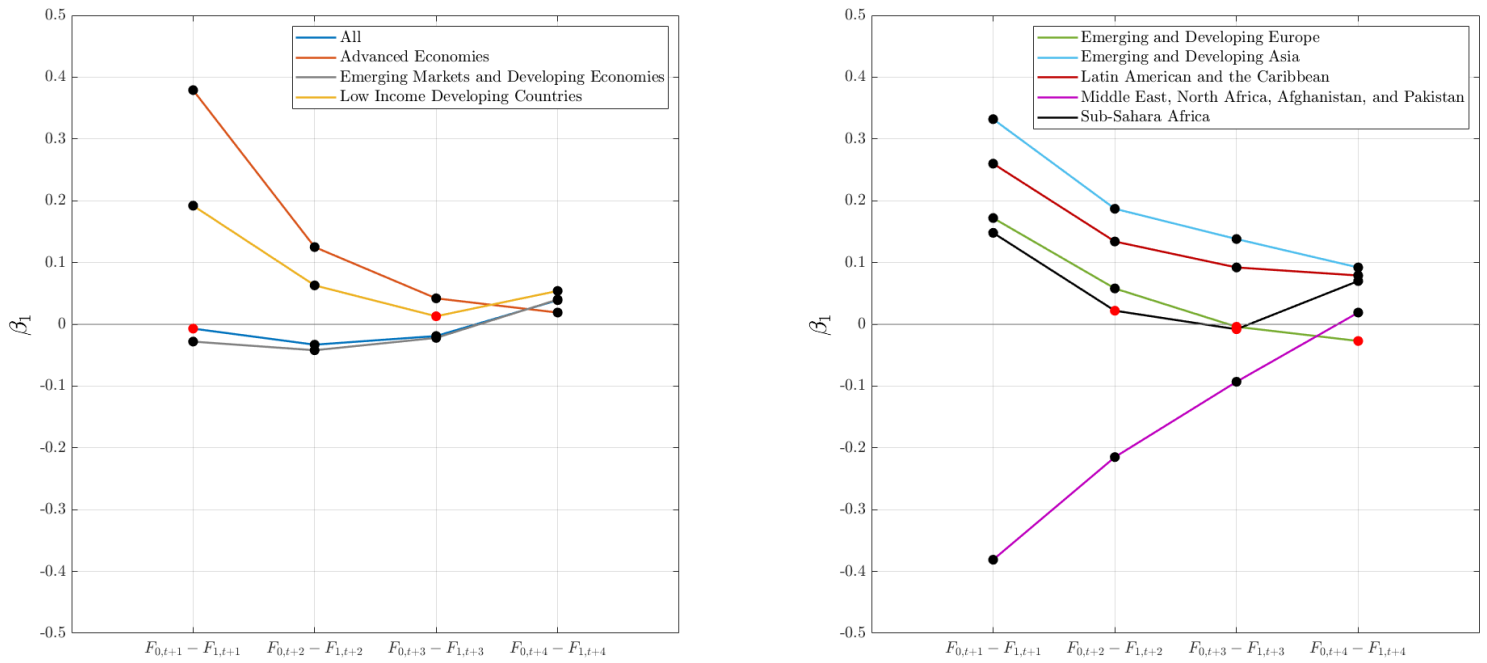 0.5
0.4
0.3
0.2
0.1
0
-0.1
-0.2
-0.3
-0.4
-0.5
β1
All
Advanced Economies
Emerging Markets and Developing Economies
Low Income Developing Countries
F0,t+1 − F1,t+1
F0,t+2 − F1,t+2
F0,t+3 − F1,t+3
F0,t+4 − F1,t+4
0.5
0.4
0.3
0.2
0.1
0
-0.1
-0.2
-0.3
-0.4
-0.5
β1
Emerging and Developing Europe
Emerging and Developing Asia
Latin American and the Caribbean
Middle East, North Africa, Afghanistan, and Pakistan
Sub-Sahara Africa
F0,t+1 − F1,t+1
F0,t+2 − F1,t+2
F0,t+3 − F1,t+3
F0,t+4 − F1,t+4